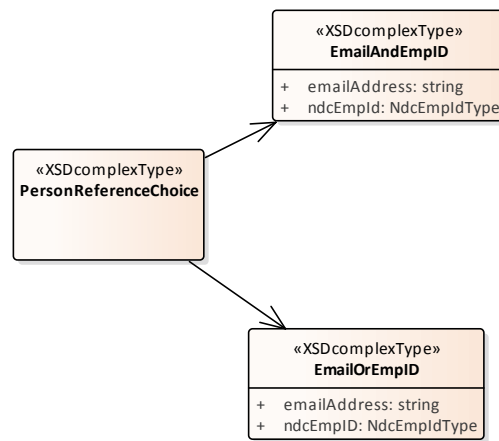 «XSDcomplexType»
EmailAndEmpID
+ emailAddress: string
+ ndcEmpId: NdcEmpIdType
«XSDcomplexType»
PersonReferenceChoice
«XSDcomplexType»
EmailOrEmpID
+ emailAddress: string
+ ndcEmpID: NdcEmpIdType